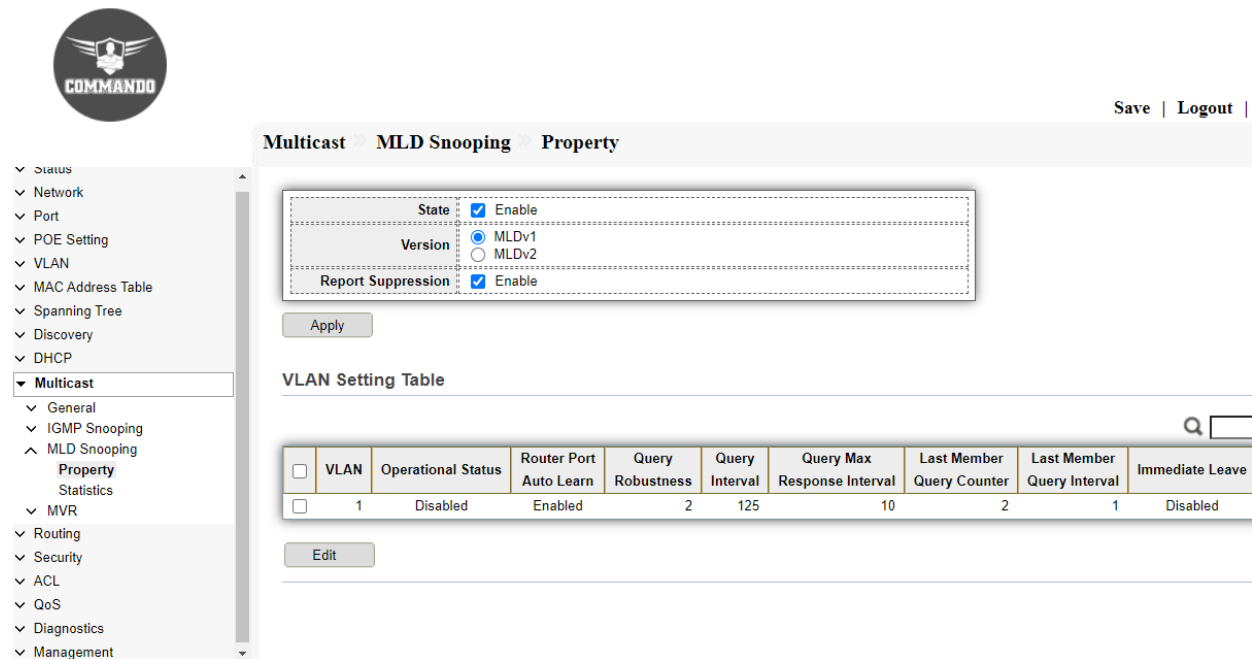 COMMANDO
Save | Logout |
Multicast » MLD Snooping » Property
Status
Network
Port
POE Setting
VLAN
MAC Address Table
Spanning Tree
Discovery
DHCP
Multicast
General
IGMP Snooping
MLD Snooping
Property
Statistics
MVR
Routing
Security
ACL
QoS
Diagnostics
Management
State Enable
Version MLDv1
MLDv2
Report Suppression Enable
Apply
VLAN Setting Table
VLAN Operational Status Router Port Auto Learn Query Robustness Query Interval Query Max Response Interval Last Member Query Counter Last Member Query Interval Immediate Leave
1 Disabled Enabled 2 125 10 2 1 Disabled
Edit